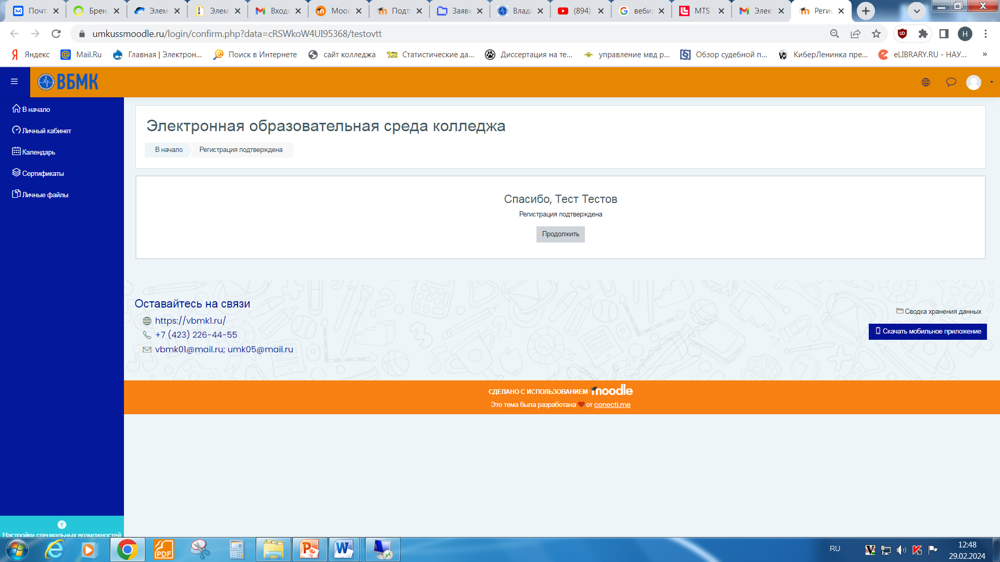 Почт
Брен
Элем
Элем
Вход
Моос
Подт
Заявк
Влади
(894)
веби
MTS
Элект
Регис
umkussmoodle.ru/login/confirm.php?data=cRSWkoW4UI95368/testovtt
Н
Яндекс
Mail.Ru
Главная | Электрон...
Поиск в Интернете
сайт колледжа
Статистические да...
Диссертация на те...
управление мвд р...
Обзор судебной п...
КиберЛенинка пре...
eLIBRARY.RU - НАУ...
»
ВБМК
В начало
Личный кабинет
Календарь
Сертификаты
Личные файлы
Электронная образовательная среда колледжа
В начало
Регистрация подтверждена
Спасибо, Тест Тестов
Регистрация подтверждена
Продолжить
Оставайтесь на связи
https://vbmk1.ru/
+7 (423) 226-44-55
vbmk01@mail.ru; umk05@mail.ru
Сводка хранения данных
Скачать мобильное приложение
СДЕЛАНО С ИСПОЛЬЗОВАНИЕМ moodle
Это тема была разработана ❤ от conecti.me
Настройки специальных возможностей
PDF
RU
12:48
29.02.2024